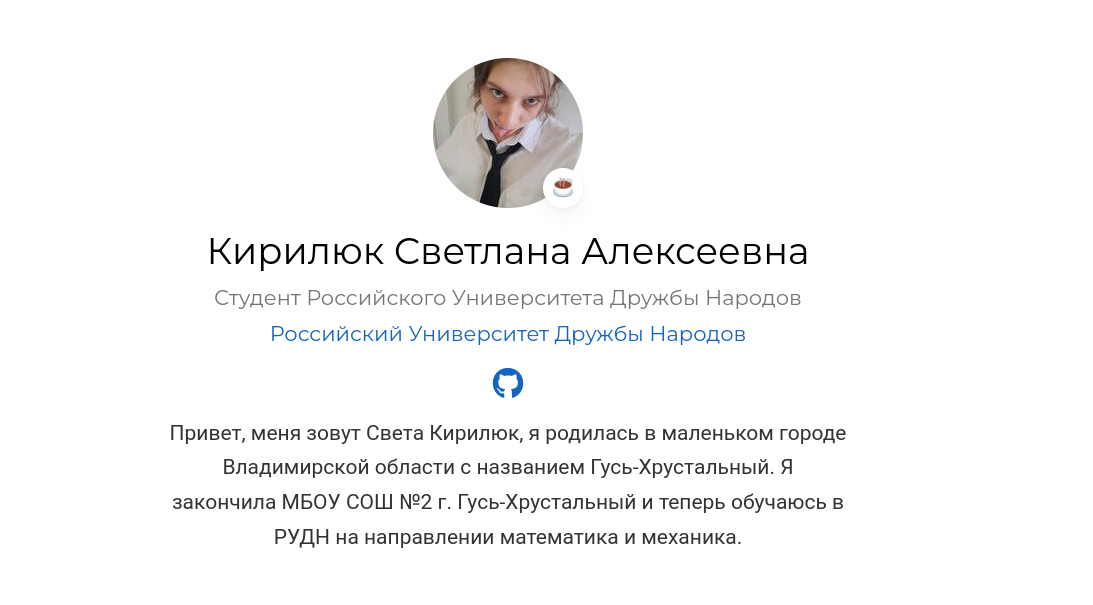 Кирилюк Светлана Алексеевна
Студент Российского Университета Дружбы Народов
Российский Университет Дружбы Народов
Привет, меня зовут Света Кирилюк, я родилась в маленьком городе
Владимирской области с названием Гусь-Хрустальный. Я
закончила МБОУ СОШ №2 г. Гусь-Хрустальный и теперь обучаюсь в
РУДН на направлении математика и механика.